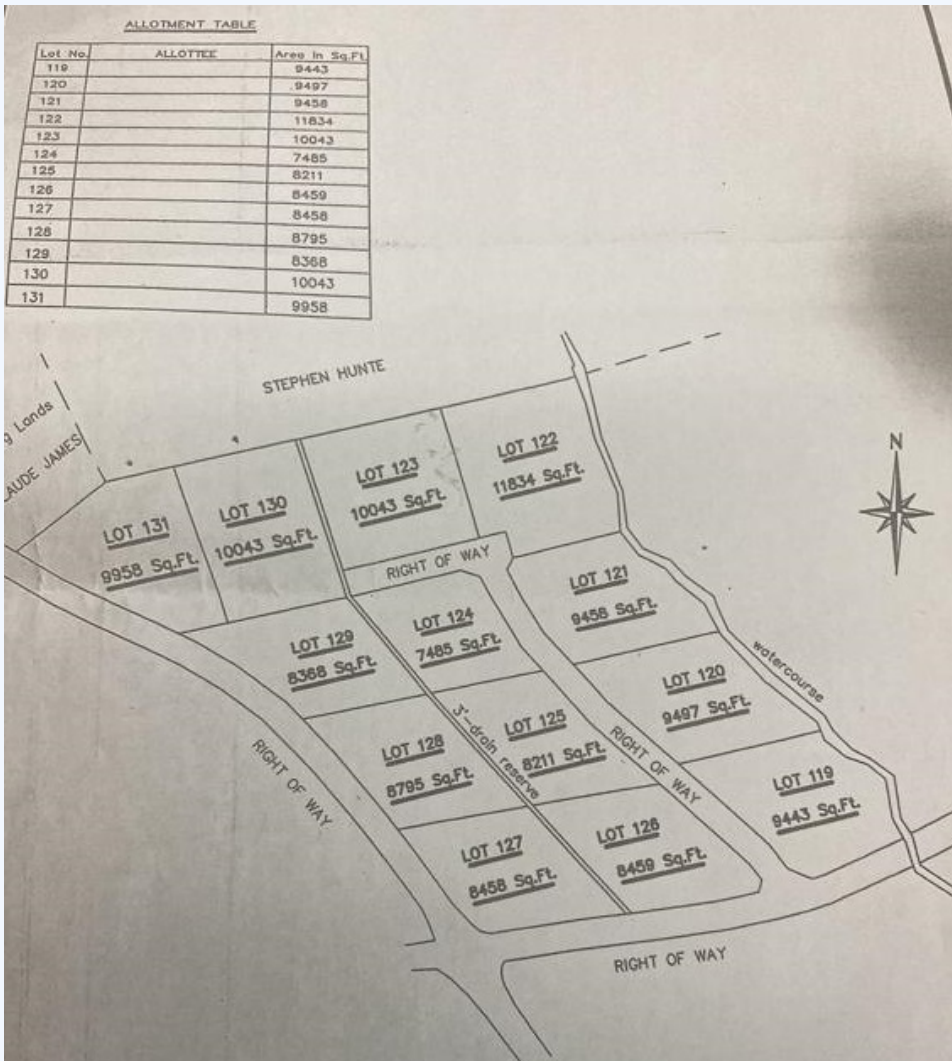 ALLOTMENT TABLE
Lot No. ALLOTTEE Area In Sq.Ft.
119 9443
120 9497
121 9458
122 11834
123 10043
124 7485
125 8211
126 8459
127 8458
128 8795
129 8368
130 10043
131 9958
STEPHEN HUNTE
Lands
JAMES
N
LOT 122
11834 Sq.Ft.
LOT 123
10043 Sq.Ft.
LOT 130
10043 Sq.Ft.
LOT 131
9958 Sq.Ft.
RIGHT OF WAY
LOT 121
9458 Sq.Ft.
LOT 124
7485 Sq.Ft.
LOT 129
8368 Sq.Ft.
watercourse
LOT 120
9497 Sq.Ft.
3'-drain reserve
LOT 125
8211 Sq.Ft.
RIGHT OF WAY
LOT 128
8795 Sq.Ft.
RIGHT OF WAY
LOT 119
9443 Sq.Ft.
LOT 126
8459 Sq.Ft.
LOT 127
8458 Sq.Ft.
RIGHT OF WAY